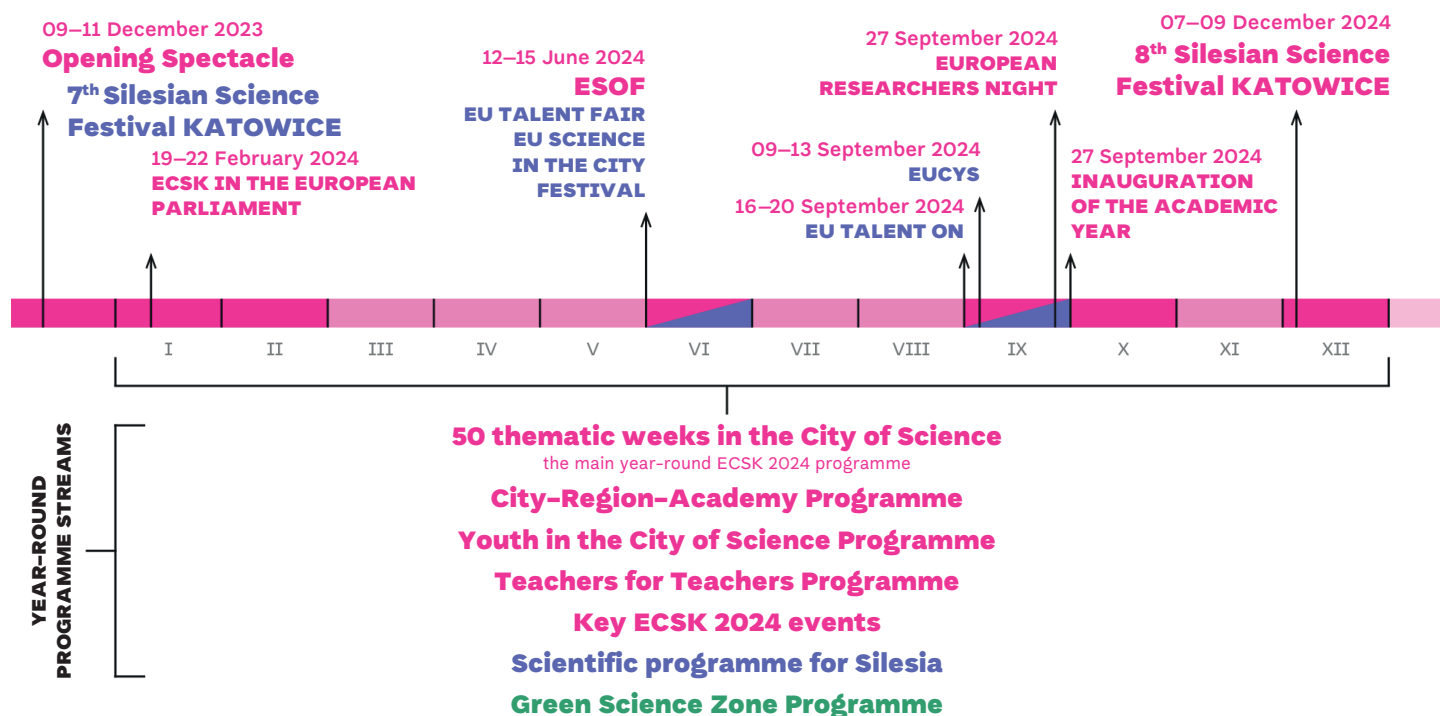 09–11 December 2023
Opening Spectacle
7th Silesian Science
Festival KATOWICE
19–22 February 2024
ECSK IN THE EUROPEAN
PARLIAMENT
12–15 June 2024
ESOF
EU TALENT FAIR
EU SCIENCE
IN THE CITY
FESTIVAL
27 September 2024
EUROPEAN
RESEARCHERS NIGHT
09–13 September 2024
EUCYS
16–20 September 2024
EU TALENT ON
07–09 December 2024
8th Silesian Science
Festival KATOWICE
27 September 2024
INAUGURATION
OF THE ACADEMIC
YEAR
I II III IV V VI VII VIII IX X XI XII
YEAR-ROUND
PROGRAMME STREAMS
50 thematic weeks in the City of Science
the main year-round ECSK 2024 programme
City–Region–Academy Programme
Youth in the City of Science Programme
Teachers for Teachers Programme
Key ECSK 2024 events
Scientific programme for Silesia
Green Science Zone Programme